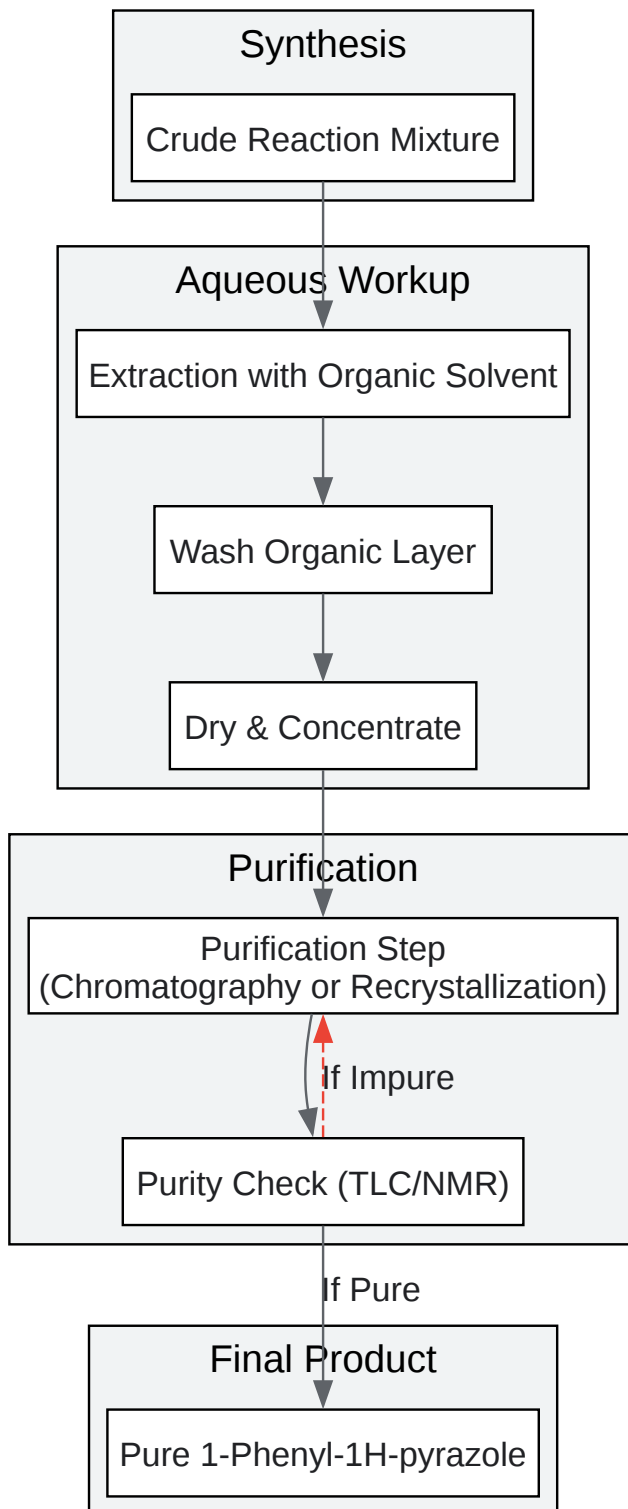 Synthesis
Crude Reaction Mixture
Aqueous Workup
Extraction with Organic Solvent
Wash Organic Layer
Dry & Concentrate
Purification
Purification Step
(Chromatography or Recrystallization)
If Impure
Purity Check (TLC/NMR)
If Pure
Final Product
Pure 1-Phenyl-1H-pyrazole